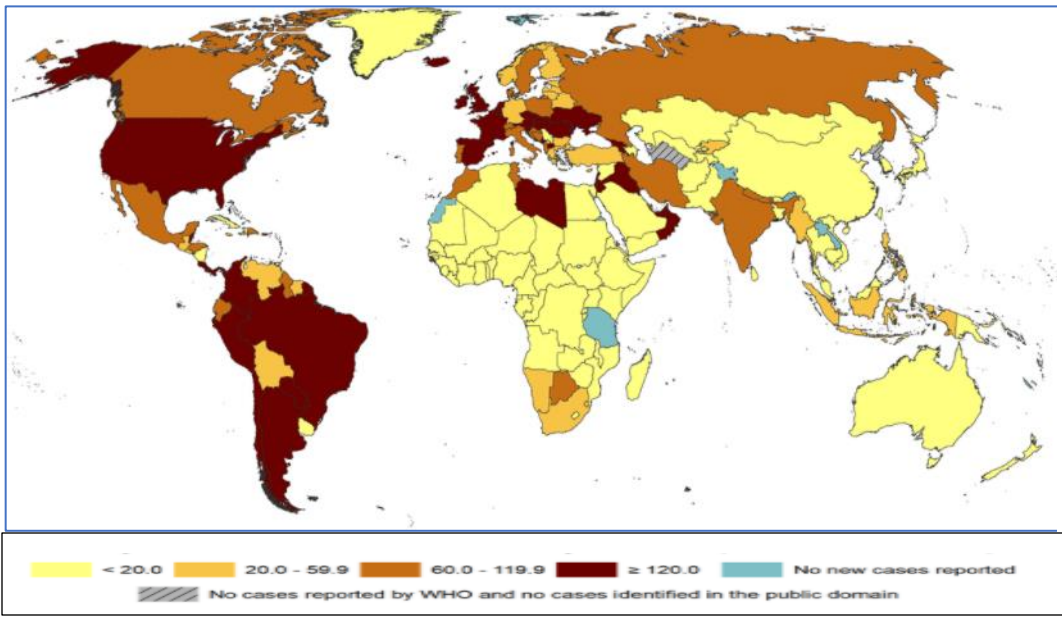 < 20.0 20.0 - 59.9 60.0 - 119.9 ≥ 120.0 No new cases reported
No cases reported by WHO and no cases identified in the public domain